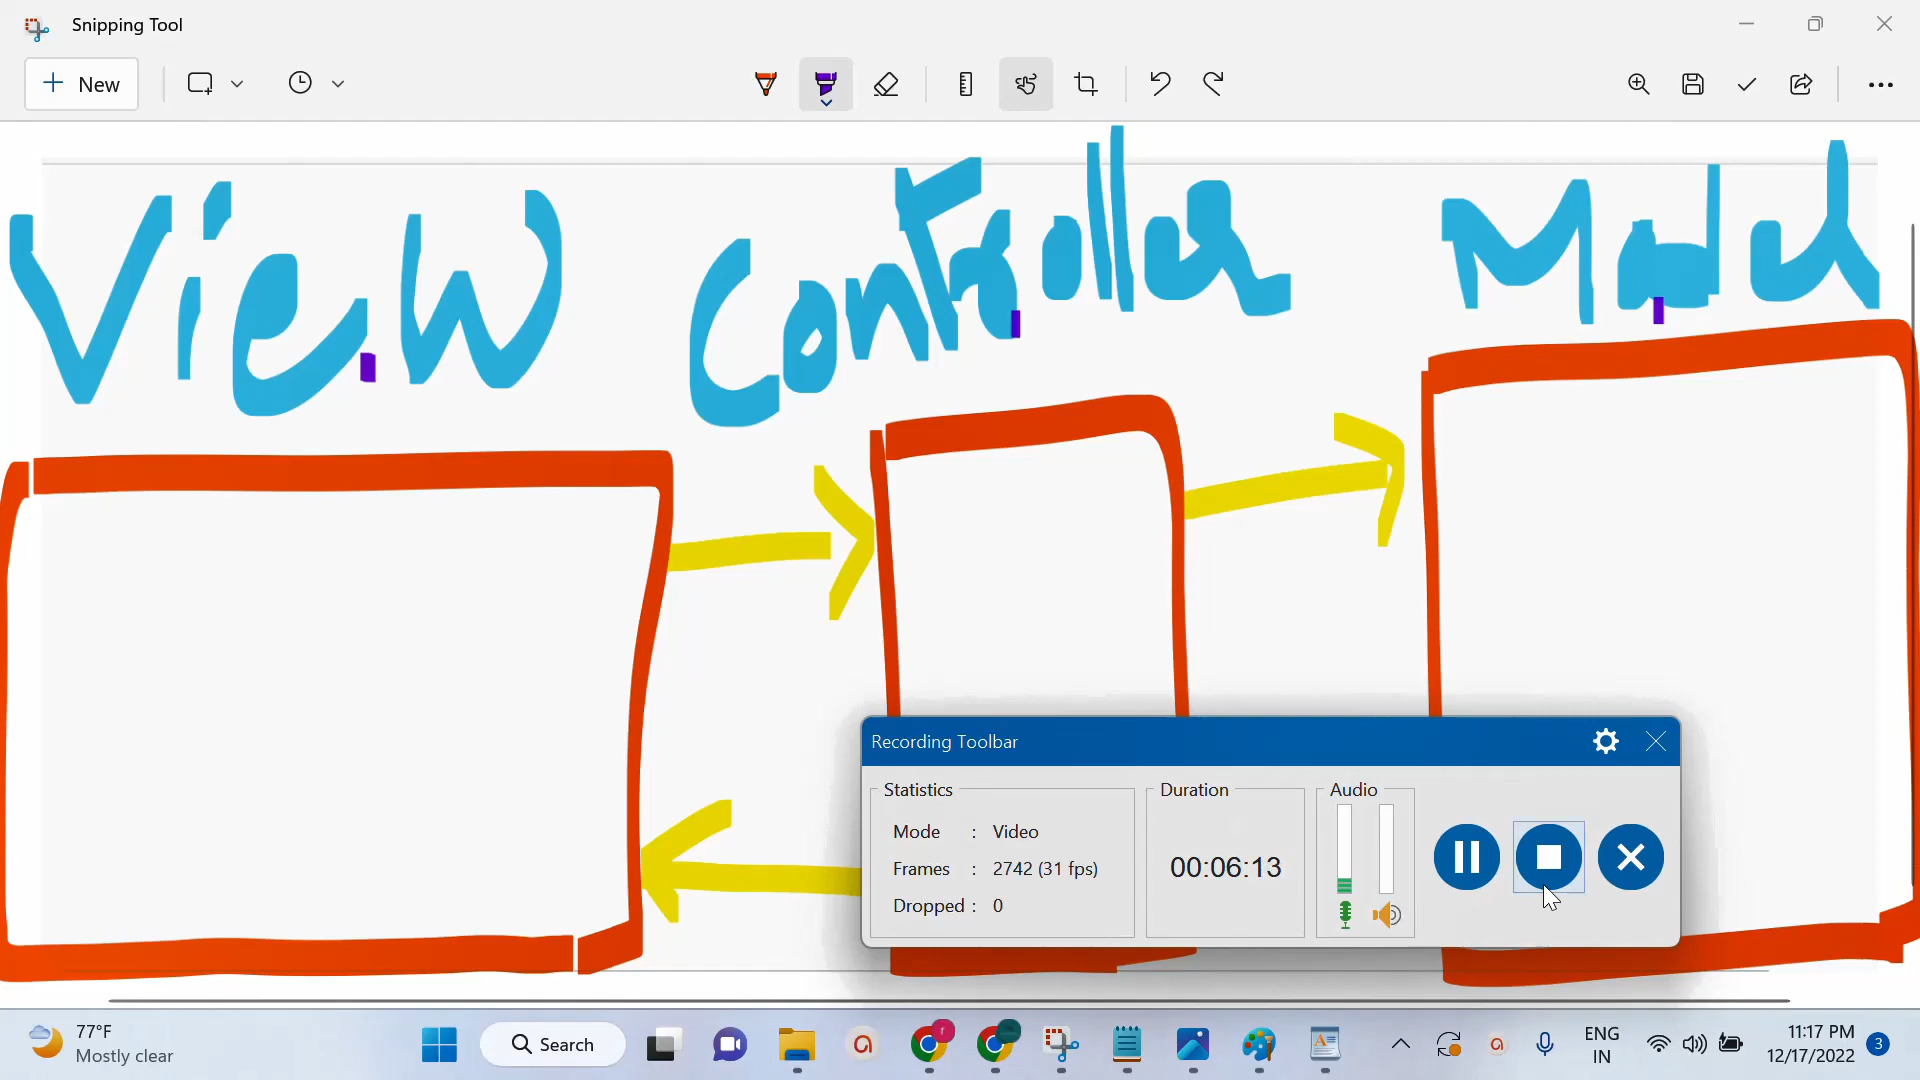 Snipping Tool
New
View Controller Model
Recording Toolbar
Statistics
Duration
Audio
Mode : Video
Frames : 2742 (31 fps)
00:06:13
Dropped : 0
77°F
Mostly clear
Search
ENG
IN
11:17 PM
12/17/2022
3